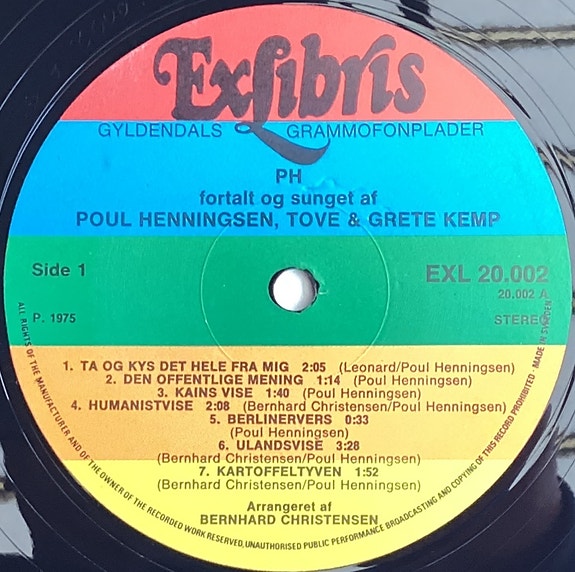 ExLibris
GYLDENDALS GRAMMOFONPLADER
PH
fortalt og sunget af
POUL HENNINGSEN, TOVE & GRETE KEMP
Side 1
EXL 20.002
20.002 A
P. 1975
STEREO
1. TA OG KYS DET HELE FRA MIG 2:05 (Leonard/Poul Henningsen)
2. DEN OFFENTLIGE MENING 1:14 (Poul Henningsen)
3. KAINS VISE 1:40 (Poul Henningsen)
4. HUMANISTVISE 2:08 (Bernhard Christensen/Poul Henningsen)
5. BERLINERVERS 0:33
(Poul Henningsen)
6. ULANDSVISE 3:28
(Bernhard Christensen/Poul Henningsen)
7. KARTOFFELTYVEN 1:52
(Bernhard Christensen/Poul Henningsen)
Arrangeret af
BERNHARD CHRISTENSEN
ALL RIGHTS OF THE MANUFACTURER AND OF THE OWNER OF THE RECORDED WORK RESERVED, UNAUTHORISED PUBLIC PERFORMANCE BROADCASTING AND COPYING OF THIS RECORD PROHIBITED - MADE IN SWEDEN